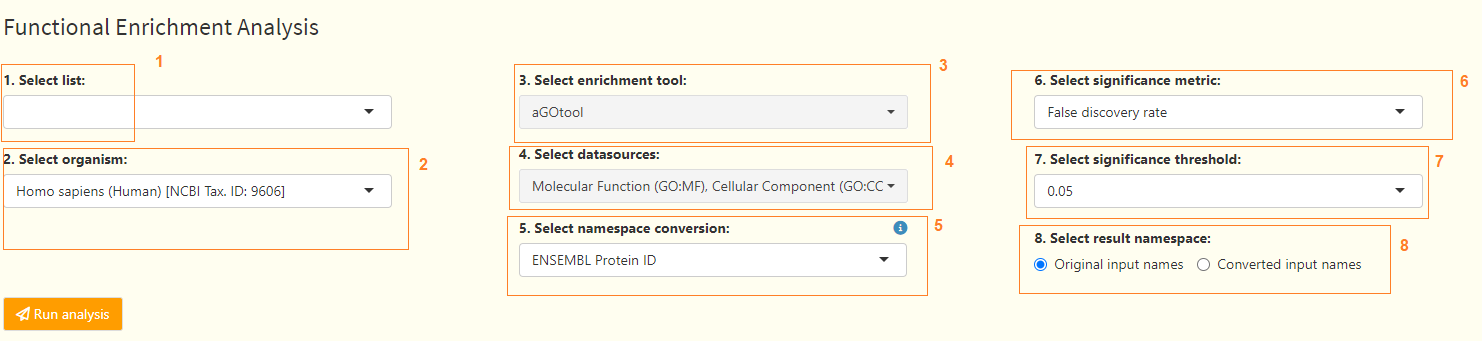 Functional Enrichment Analysis
1
1. Select list:
2
2. Select organism:
Homo sapiens (Human) [NCBI Tax. ID: 9606]
3
3. Select enrichment tool:
aGOtool
4. Select datasources:
4
Molecular Function (GO:MF), Cellular Component (GO:CC
5
5. Select namespace conversion:
ENSEMBL Protein ID
6. Select significance metric:
6
False discovery rate
7. Select significance threshold:
7
0.05
8. Select result namespace:
8
Original input names Converted input names
Run analysis